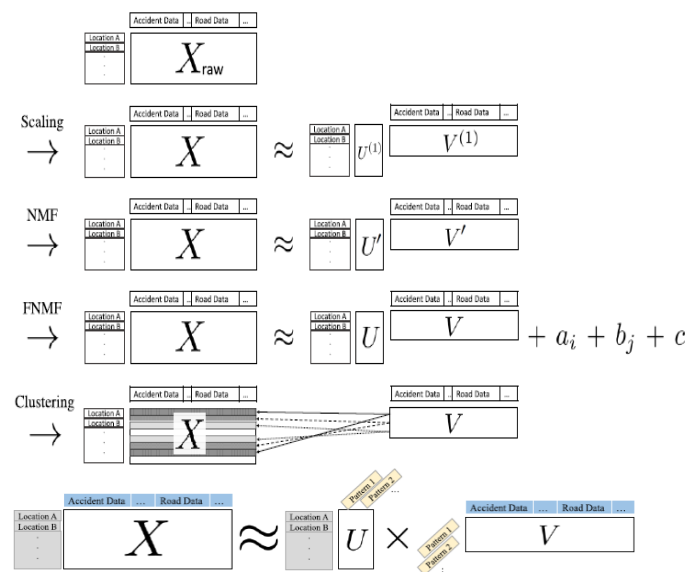 Accident Data .. Road Data ...
Location A
Location B
X_raw
Accident Data .. Road Data ... Accident Data .. Road Data ...
Scaling
→ Location A Location B X ≈ Location A Location B U^(1) V^(1)
Accident Data .. Road Data ... Accident Data .. Road Data ...
NMF
→ Location A Location B X ≈ Location A Location B U′ V′
Accident Data .. Road Data ... Accident Data .. Road Data ...
FNMF
→ Location A Location B X ≈ Location A Location B U V + a_i + b_j + c
Accident Data .. Road Data ... Accident Data .. Road Data ...
Clustering
→ Location A Location B X V
Pattern 1
Pattern 2 ...
Accident Data ... Road Data ... Accident Data ... Road Data ...
Location A Location B X ≈ Location A Location B U × Pattern 1 Pattern 2 V